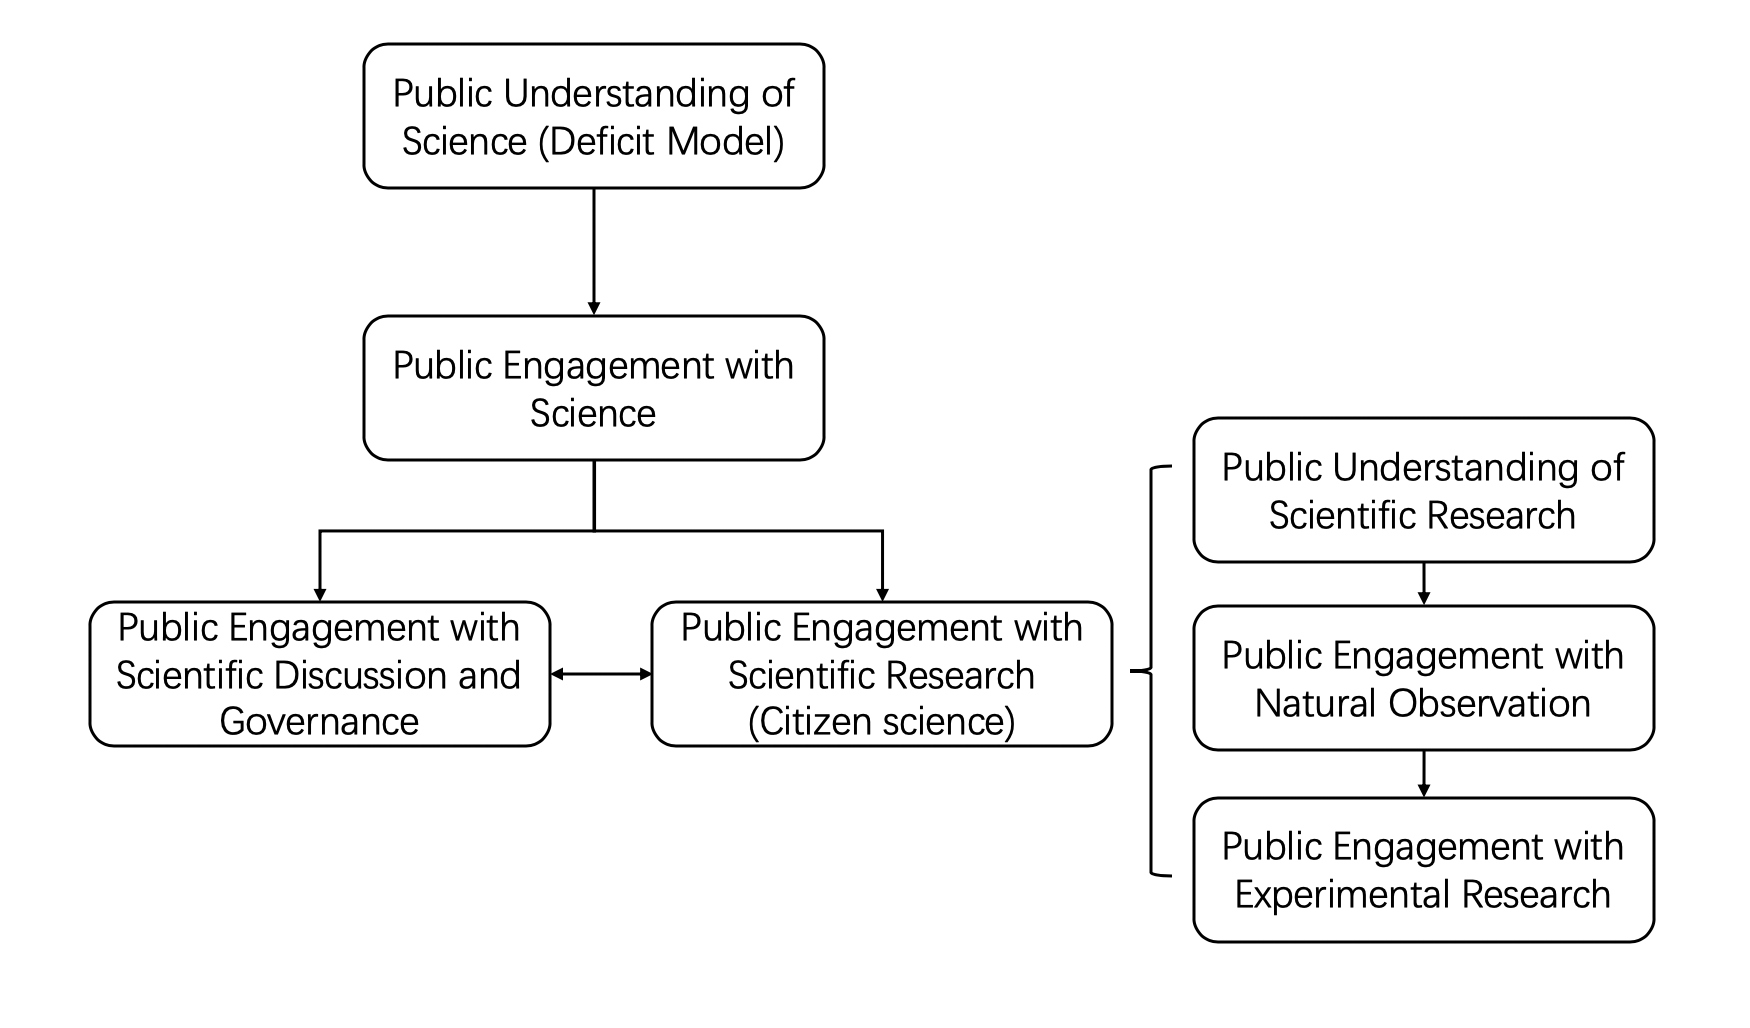 Public Understanding of
Science (Deficit Model)
Public Engagement with
Science
Public Engagement with
Scientific Discussion and
Governance
Public Engagement with
Scientific Research
(Citizen science)
Public Understanding of
Scientific Research
Public Engagement with
Natural Observation
Public Engagement with
Experimental Research